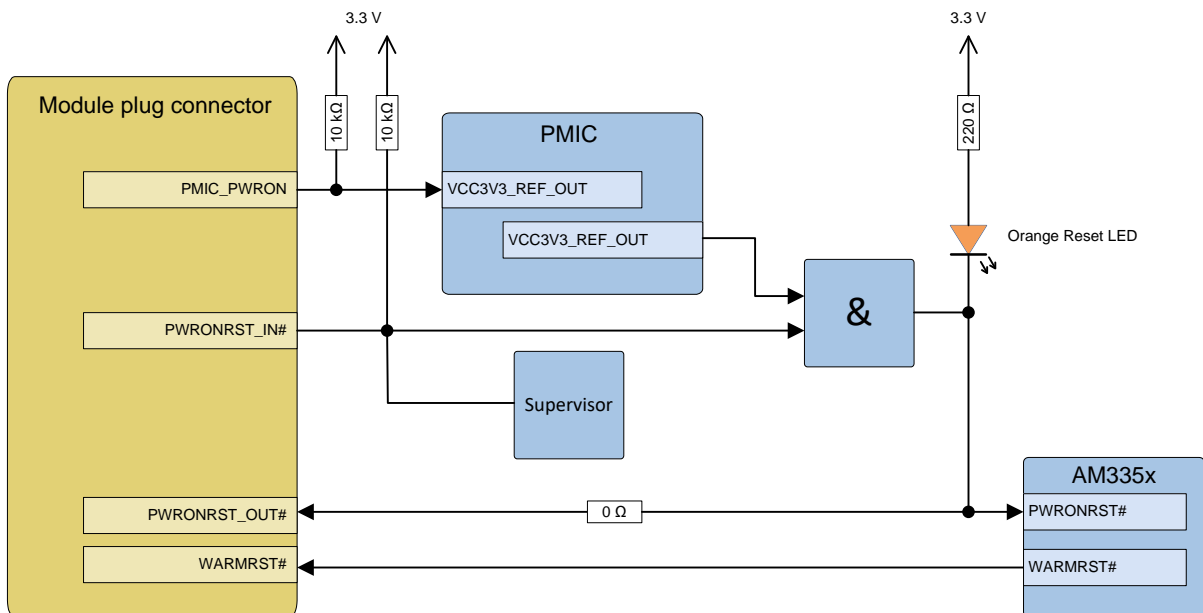 3.3 V
3.3 V
Module plug connector
10 kΩ
10 kΩ
PMIC
220 Ω
PMIC_PWRON
VCC3V3_REF_OUT
VCC3V3_REF_OUT
Orange Reset LED
PWRONRST_IN#
&
Supervisor
AM335x
PWRONRST_OUT#
0 Ω
PWRONRST#
WARMRST#
WARMRST#